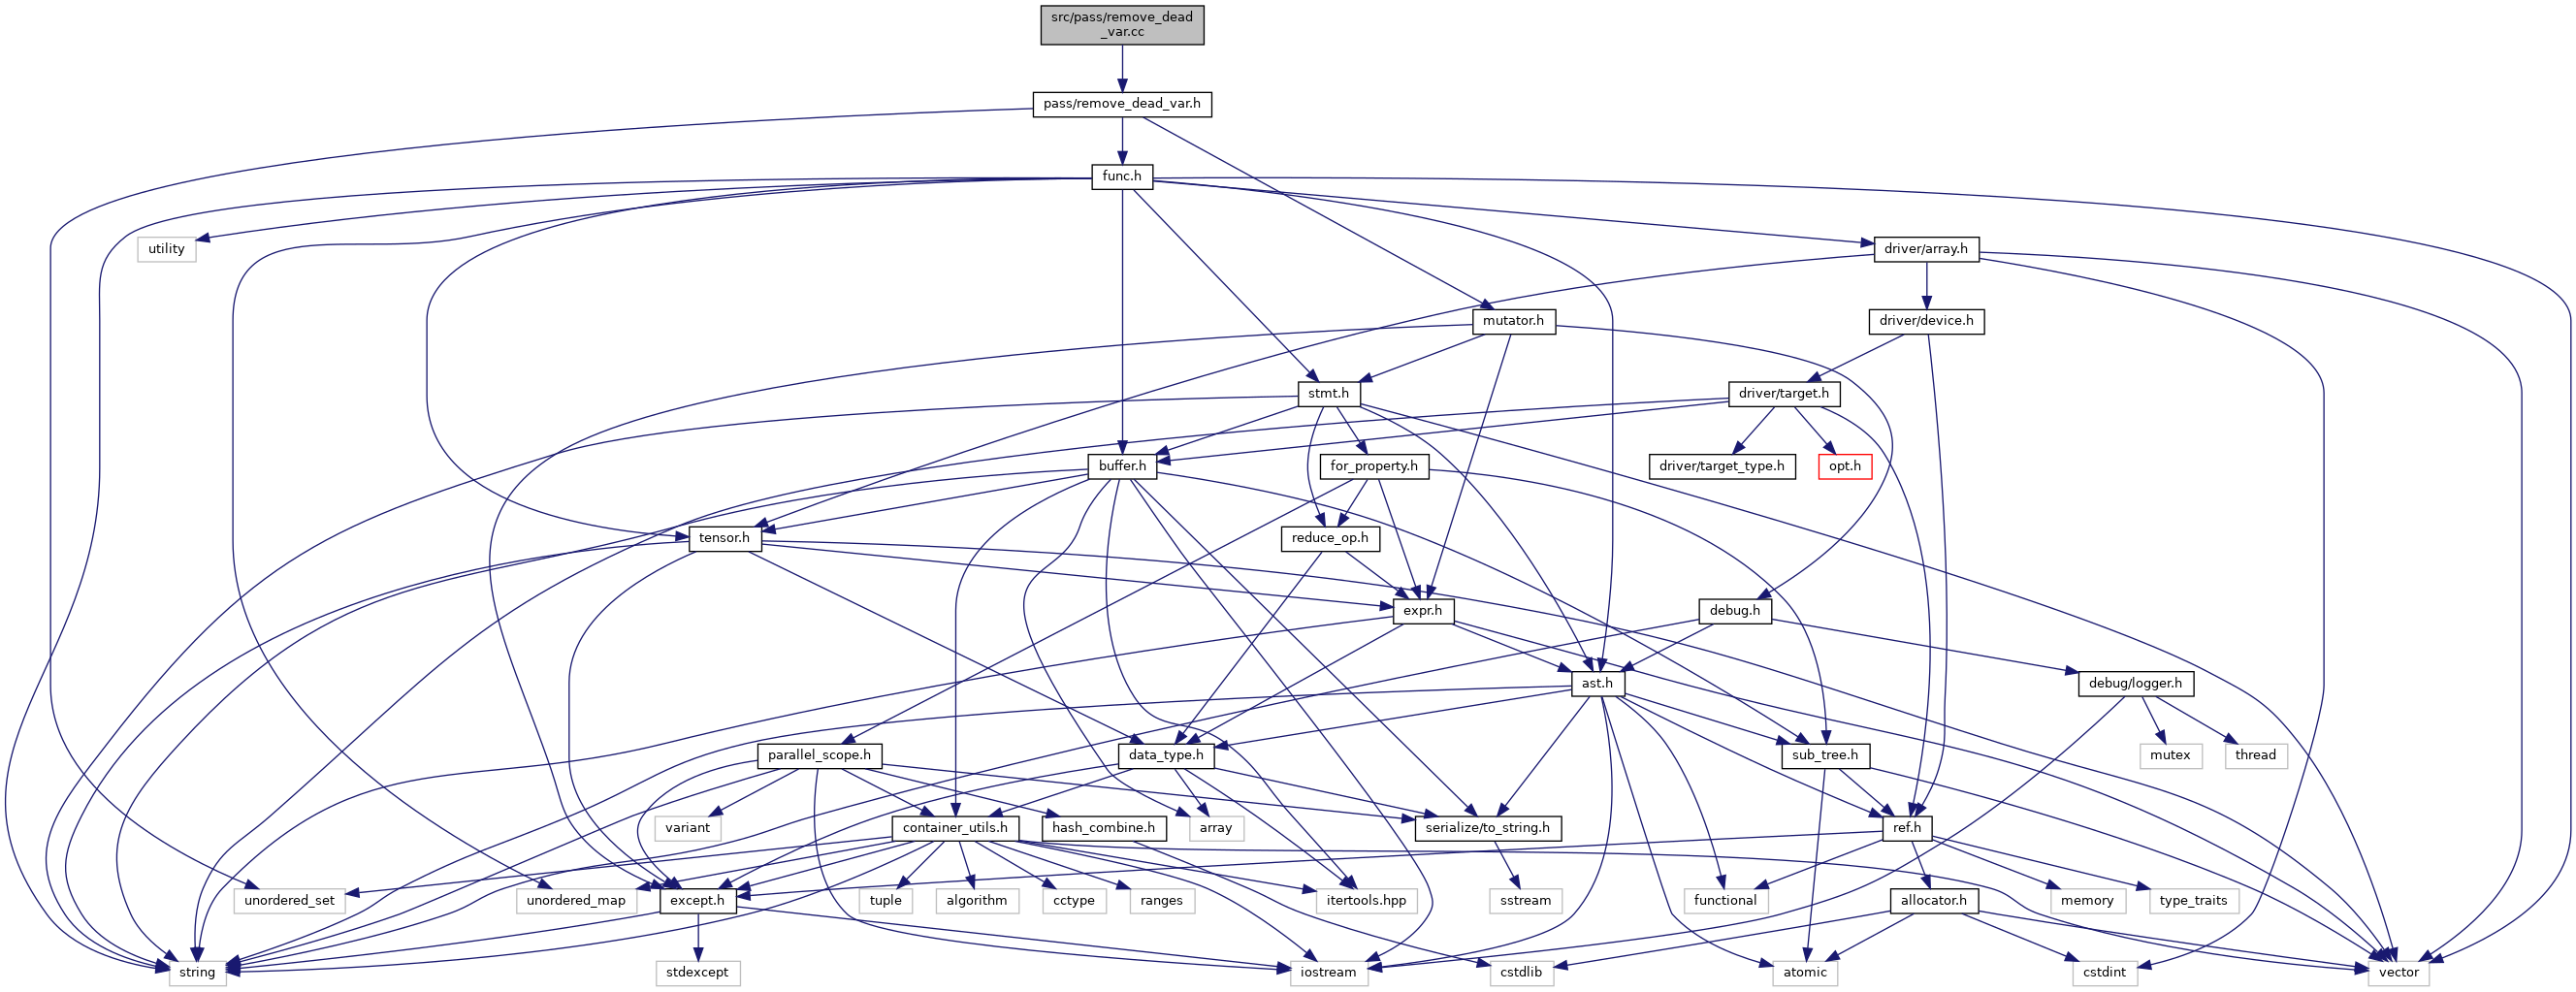 src/pass/remove_dead
_var.cc
pass/remove_dead_var.h
func.h
utility
driver/array.h
mutator.h
driver/device.h
stmt.h
driver/target.h
buffer.h
for_property.h
driver/target_type.h
opt.h
tensor.h
reduce_op.h
expr.h
debug.h
ast.h
debug/logger.h
parallel_scope.h
data_type.h
sub_tree.h
mutex
thread
variant
container_utils.h
hash_combine.h
array
serialize/to_string.h
ref.h
unordered_set
unordered_map
except.h
tuple
algorithm
cctype
ranges
itertools.hpp
sstream
functional
allocator.h
memory
type_traits
string
stdexcept
iostream
cstdlib
atomic
cstdint
vector